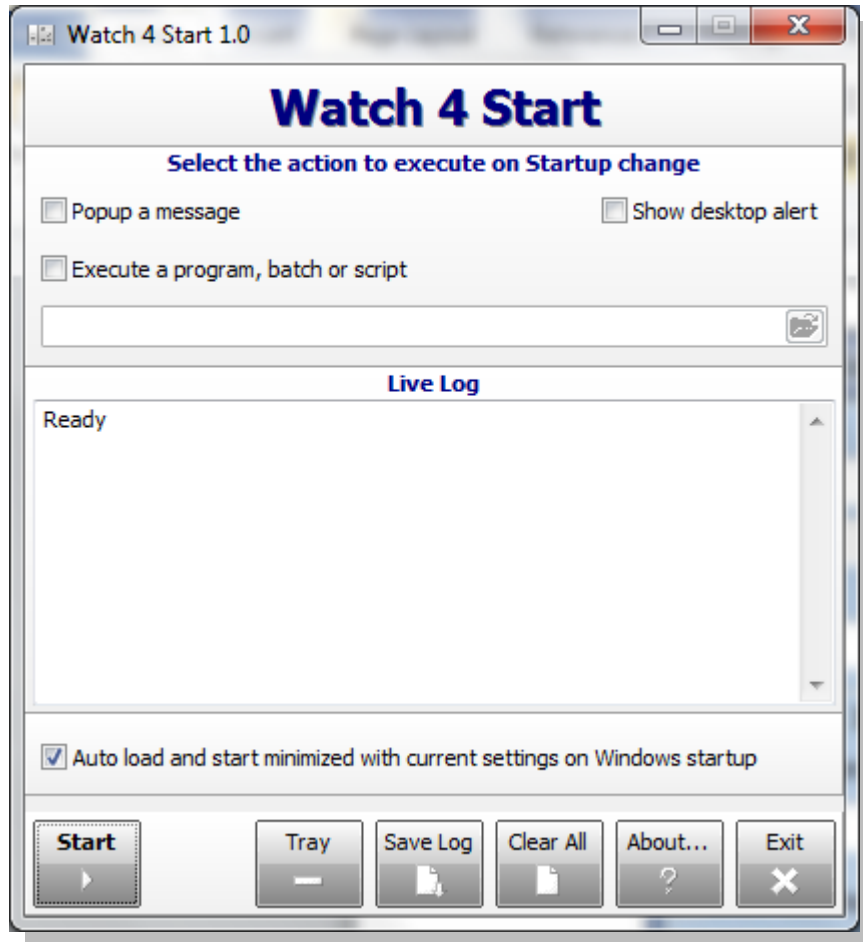 Watch 4 Start 1.0
Watch 4 Start
Select the action to execute on Startup change
Popup a message
Show desktop alert
Execute a program, batch or script
Live Log
Ready
Auto load and start minimized with current settings on Windows startup
Start
Tray
Save Log
Clear All
About...
Exit